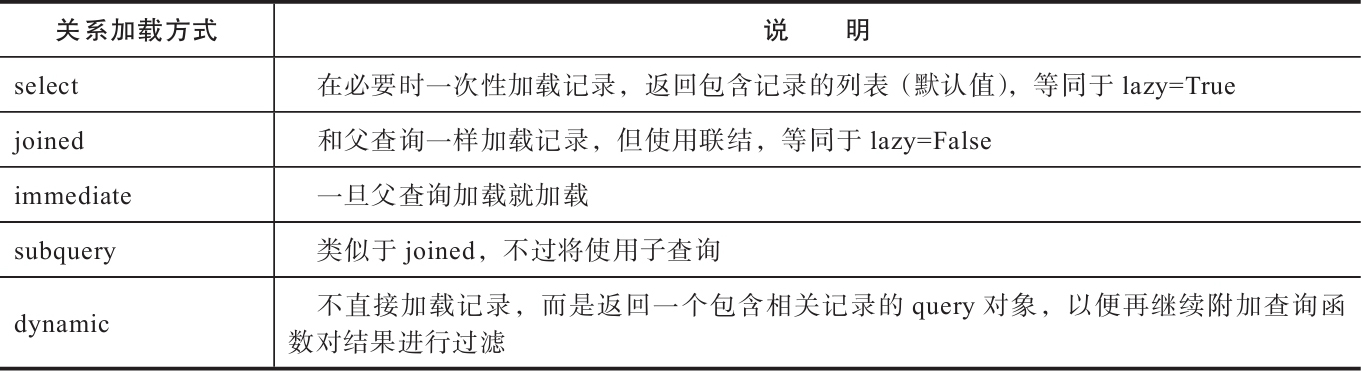 关系加载方式 说明
select 在必要时一次性加载记录，返回包含记录的列表（默认值），等同于 lazy=True
joined 和父查询一样加载记录，但使用联结，等同于 lazy=False
immediate 一旦父查询加载就加载
subquery 类似于 joined，不过将使用子查询
dynamic 不直接加载记录，而是返回一个包含相关记录的 query 对象，以便再继续附加查询函
数对结果进行过滤